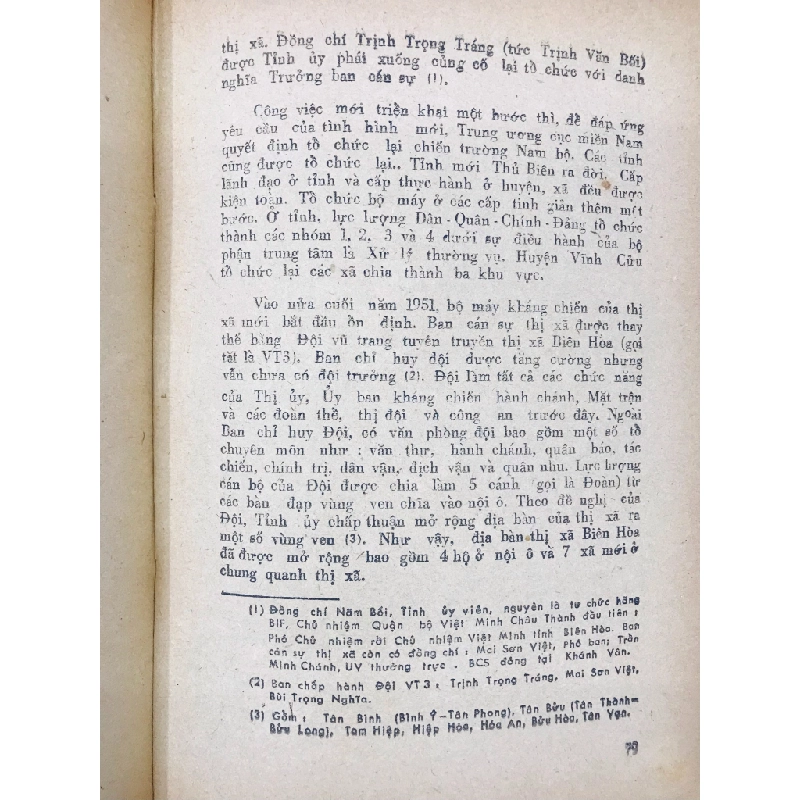 thị xã. Đồng chí Trịnh Trọng Tráng (tức Trịnh Văn Bối)
được Tỉnh ủy phái xuống củng cố lại tổ chức với danh
nghĩa Trưởng ban cán sự (1).
Công việc mới triển khai một bước thì, để đáp ứng
yêu cầu của tình hình mới, Trung ương cục miền Nam
quyết định tổ chức lại chiến trường Nam bộ. Các tỉnh
cũng được tổ chức lại.. Tỉnh mới Thủ Biên ra đời. Cấp
lãnh đạo ở tỉnh và cấp thực hành ở huyện, xã đều được
kiện toàn. Tổ chức bộ máy ở các cấp tinh giản thêm một
bước. Ở tỉnh, lực lượng Dân - Quân - Chính - Đảng tổ chức
thành các nhóm 1, 2, 3 và 4 dưới sự điều hành của bộ
phận trung tâm là Xử lý thường vụ. Huyện Vĩnh Cửu
tổ chức lại các xã chia thành ba khu vực.
Vào nửa cuối năm 1951, bộ máy kháng chiến của thị
xã mới bắt đầu ổn định. Ban cán sự thị xã được thay
thế bằng Đội vũ trang tuyên truyền thị xã Biên Hòa (gọi
tắt là VT3). Ban chỉ huy đội được tăng cường nhưng
vẫn chưa có đội trưởng (2). Đội làm tất cả các chức năng
của Thị ủy, Ủy ban kháng chiến hành chánh, Mặt trận
và các đoàn thể, thị đội và công an trước đây. Ngoài
Ban chỉ huy Đội, có văn phòng đội bao gồm một số tổ
chuyên môn như : văn thư, hành chánh, quân báo, tác
chiến, chính trị, dân vận, địch vận và quân nhu. Lực lượng
cán bộ của Đội được chia làm 5 cánh (gọi là Đoàn) từ
các bàn đạp vùng ven chĩa vào nội ô. Theo đề nghị của
Đội, Tỉnh ủy chấp thuận mở rộng địa bàn của thị xã ra
một số vùng ven (3). Như vậy, địa bàn thị xã Biên Hòa
đã được mở rộng bao gồm 4 hộ ở nội ô và 7 xã mới ở
chung quanh thị xã.
(1) Đồng chí Năm Bối, Tỉnh ủy viên, nguyên là tư chức hãng
BIF, Chủ nhiệm Quận bộ Việt Minh Châu Thành đầu tiên ;
Phó Chủ nhiệm rồi Chủ nhiệm Việt Minh tỉnh Biên Hòa. Ban
cán sự thị xã còn có đồng chí : Mai Sơn Việt, Phó ban; Trần
Minh Chánh, UV thường trực . BCS đóng tại Khánh Vân.
(2) Ban chấp hành Đội VT3 : Trịnh Trọng Tráng, Mai Sơn Việt,
Bùi Trọng Nghĩa.
(3) Gồm : Tân Bình (Bình Ý-Tân Phong), Tân Bửu (Tân Thành-
Bửu Long), Tam Hiệp, Hiệp Hòa, Hóa An, Bửu Hòa, Tân Vạn.
79